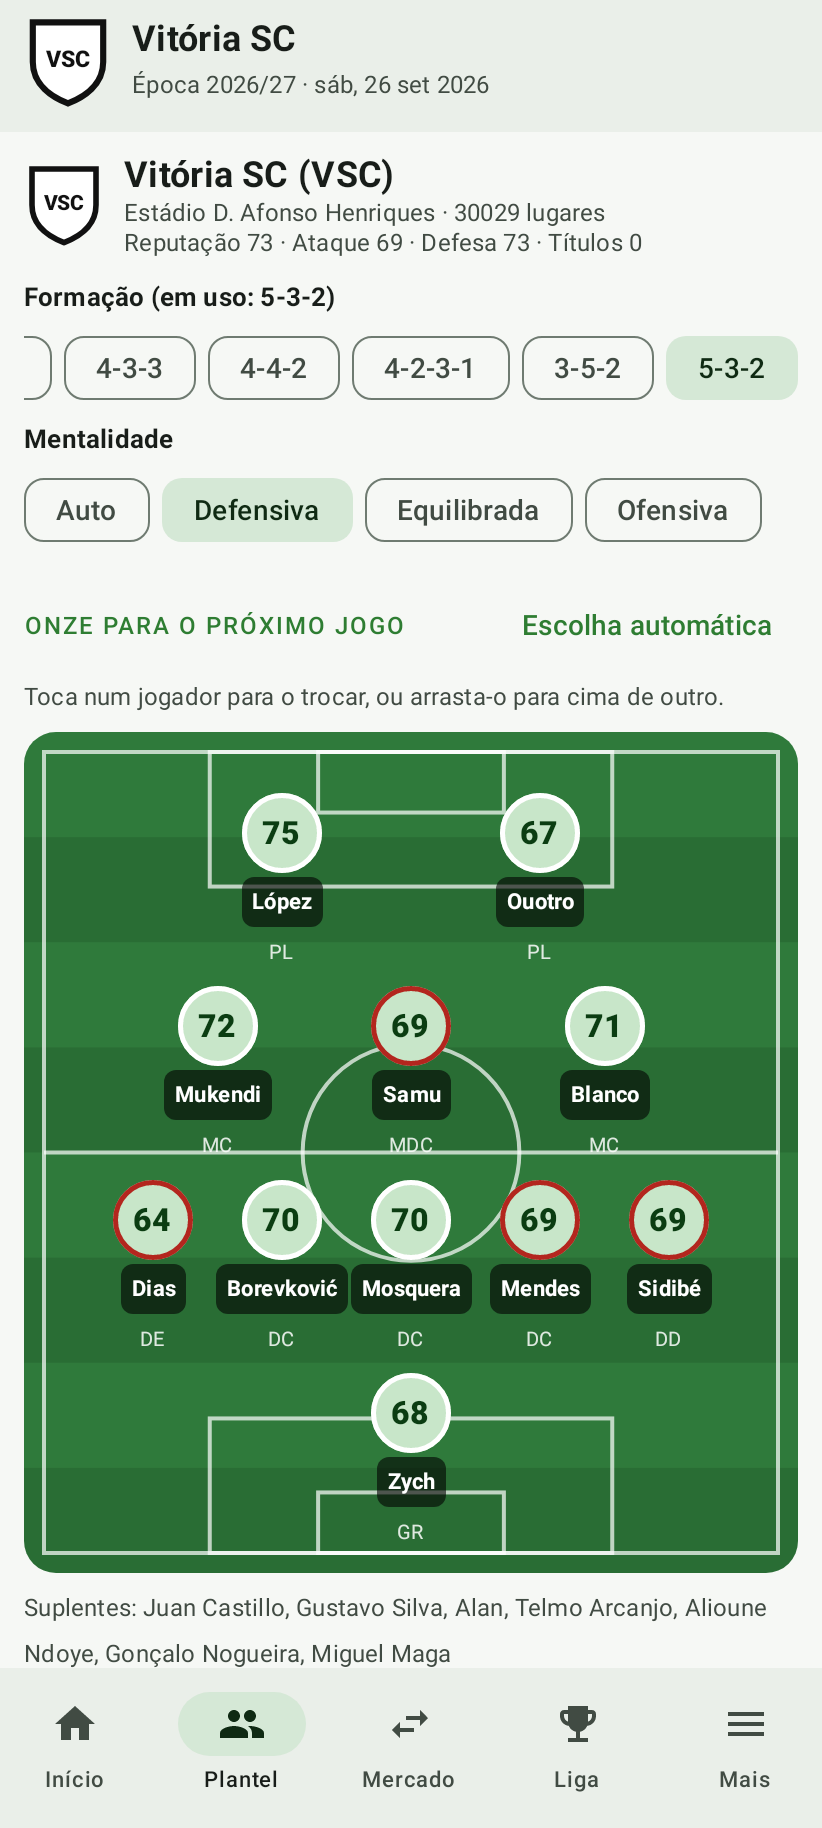 VSC
Vitória SC
Época 2026/27 · sáb, 26 set 2026
VSC
Vitória SC (VSC)
Estádio D. Afonso Henriques · 30029 lugares
Reputação 73 · Ataque 69 · Defesa 73 · Títulos 0
Formação (em uso: 5-3-2)
4-3-3 4-4-2 4-2-3-1 3-5-2 5-3-2
Mentalidade
Auto Defensiva Equilibrada Ofensiva
ONZE PARA O PRÓXIMO JOGO Escolha automática
Toca num jogador para o trocar, ou arrasta-o para cima de outro.
75 67
López Ouotro
PL PL
72 69 71
Mukendi Samu Blanco
MC MDC MC
64 70 70 69 69
Dias Borevković Mosquera Mendes Sidibé
DE DC DC DC DD
68
Zych
GR
Suplentes: Juan Castillo, Gustavo Silva, Alan, Telmo Arcanjo, Alioune
Ndoye, Gonçalo Nogueira, Miguel Maga
Início Plantel Mercado Liga Mais